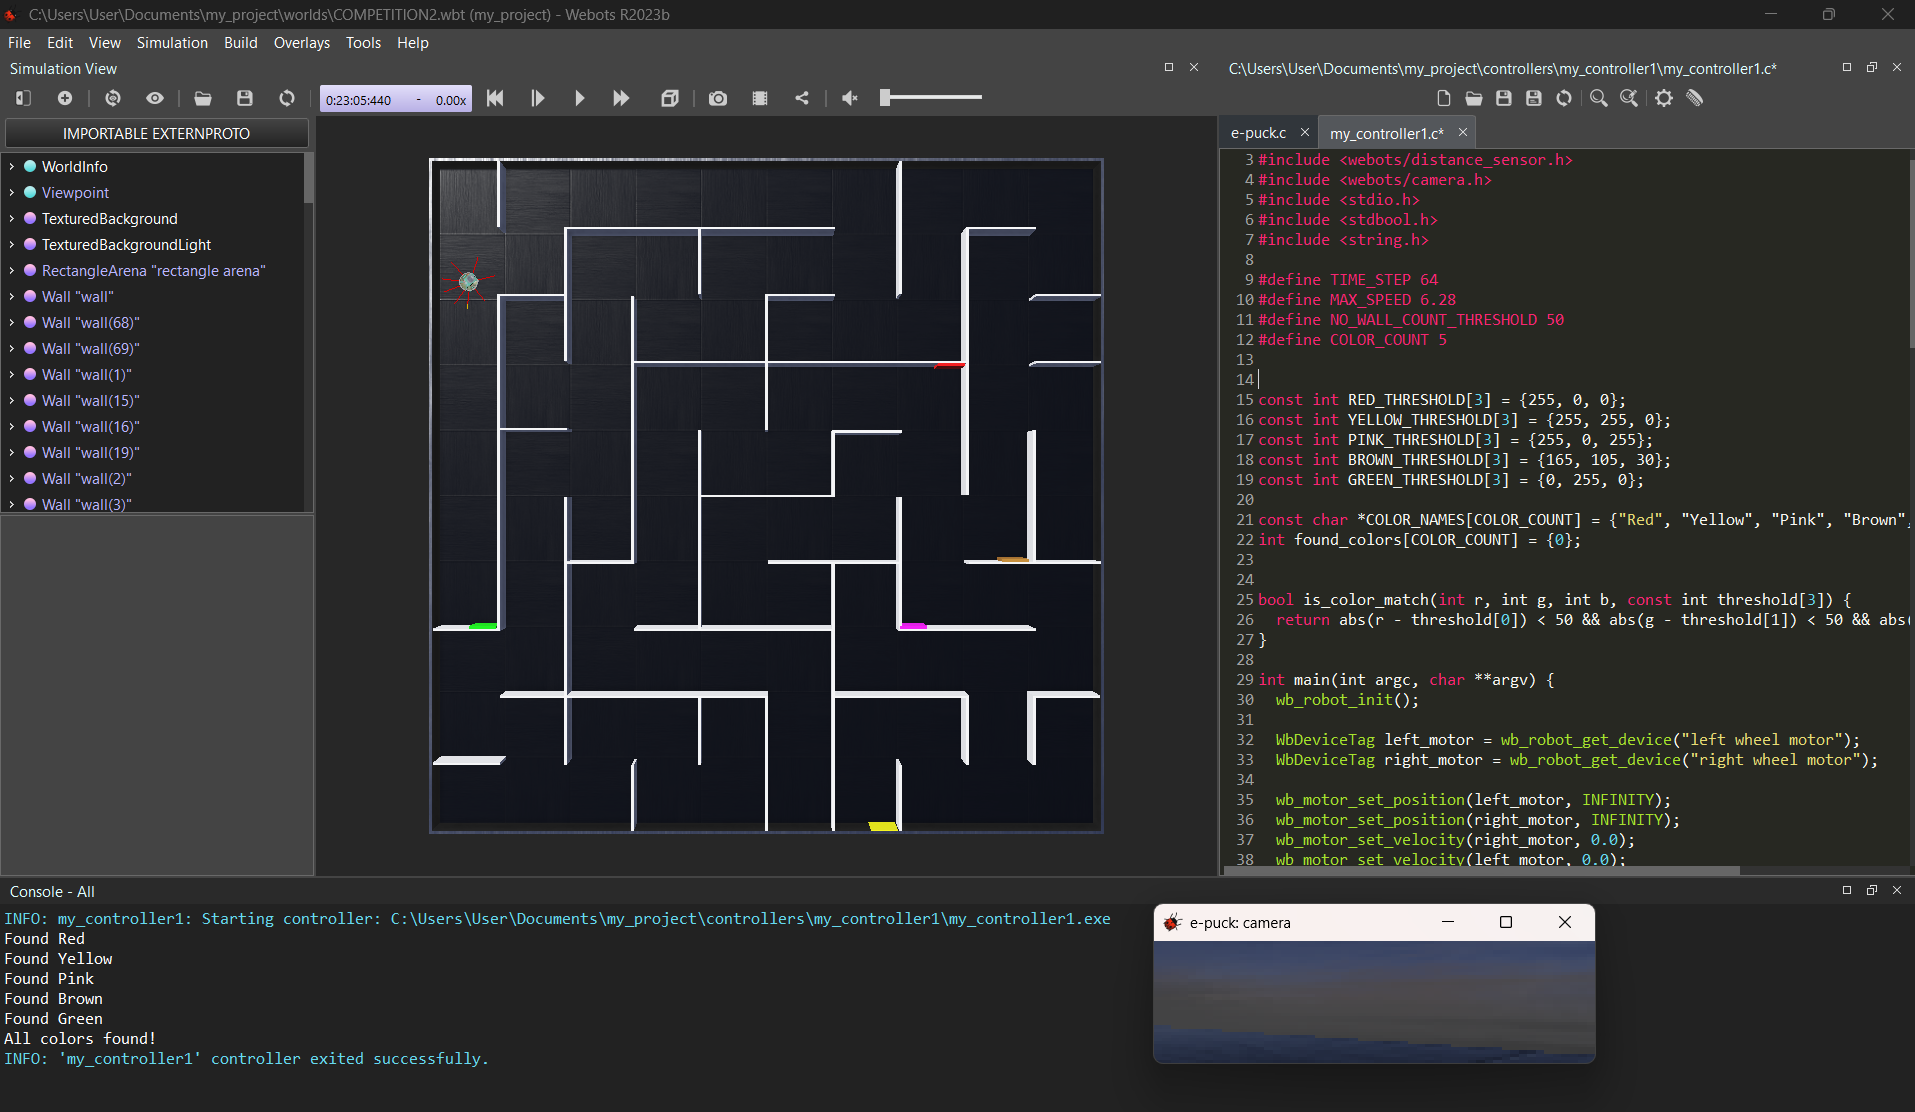 C:\Users\User\Documents\my_project\worlds\COMPETITION2.wbt (my_project) - Webots R2023b
File Edit View Simulation Build Overlays Tools Help
Simulation View
0:23:05:440 - 0.00x
IMPORTABLE EXTERNPROTO
WorldInfo
Viewpoint
TexturedBackground
TexturedBackgroundLight
RectangleArena "rectangle arena"
Wall "wall"
Wall "wall(68)"
Wall "wall(69)"
Wall "wall(1)"
Wall "wall(15)"
Wall "wall(16)"
Wall "wall(19)"
Wall "wall(2)"
Wall "wall(3)"
C:\Users\User\Documents\my_project\controllers\my_controller1\my_controller1.c*
e-puck.c my_controller1.c*
3 #include <webots/distance_sensor.h>
4 #include <webots/camera.h>
5 #include <stdio.h>
6 #include <stdbool.h>
7 #include <string.h>
8
9 #define TIME_STEP 64
10 #define MAX_SPEED 6.28
11 #define NO_WALL_COUNT_THRESHOLD 50
12 #define COLOR_COUNT 5
13
14
15 const int RED_THRESHOLD[3] = {255, 0, 0};
16 const int YELLOW_THRESHOLD[3] = {255, 255, 0};
17 const int PINK_THRESHOLD[3] = {255, 0, 255};
18 const int BROWN_THRESHOLD[3] = {165, 105, 30};
19 const int GREEN_THRESHOLD[3] = {0, 255, 0};
20
21 const char *COLOR_NAMES[COLOR_COUNT] = {"Red", "Yellow", "Pink", "Brown",
22 int found_colors[COLOR_COUNT] = {0};
23
24
25 bool is_color_match(int r, int g, int b, const int threshold[3]) {
26 return abs(r - threshold[0]) < 50 && abs(g - threshold[1]) < 50 && abs(
27 }
28
29 int main(int argc, char **argv) {
30 wb_robot_init();
31
32 WbDeviceTag left_motor = wb_robot_get_device("left wheel motor");
33 WbDeviceTag right_motor = wb_robot_get_device("right wheel motor");
34
35 wb_motor_set_position(left_motor, INFINITY);
36 wb_motor_set_position(right_motor, INFINITY);
37 wb_motor_set_velocity(right_motor, 0.0);
38 wb_motor_set_velocity(left_motor, 0.0);
Console - All
INFO: my_controller1: Starting controller: C:\Users\User\Documents\my_project\controllers\my_controller1\my_controller1.exe
Found Red
Found Yellow
Found Pink
Found Brown
Found Green
All colors found!
INFO: 'my_controller1' controller exited successfully.
e-puck: camera